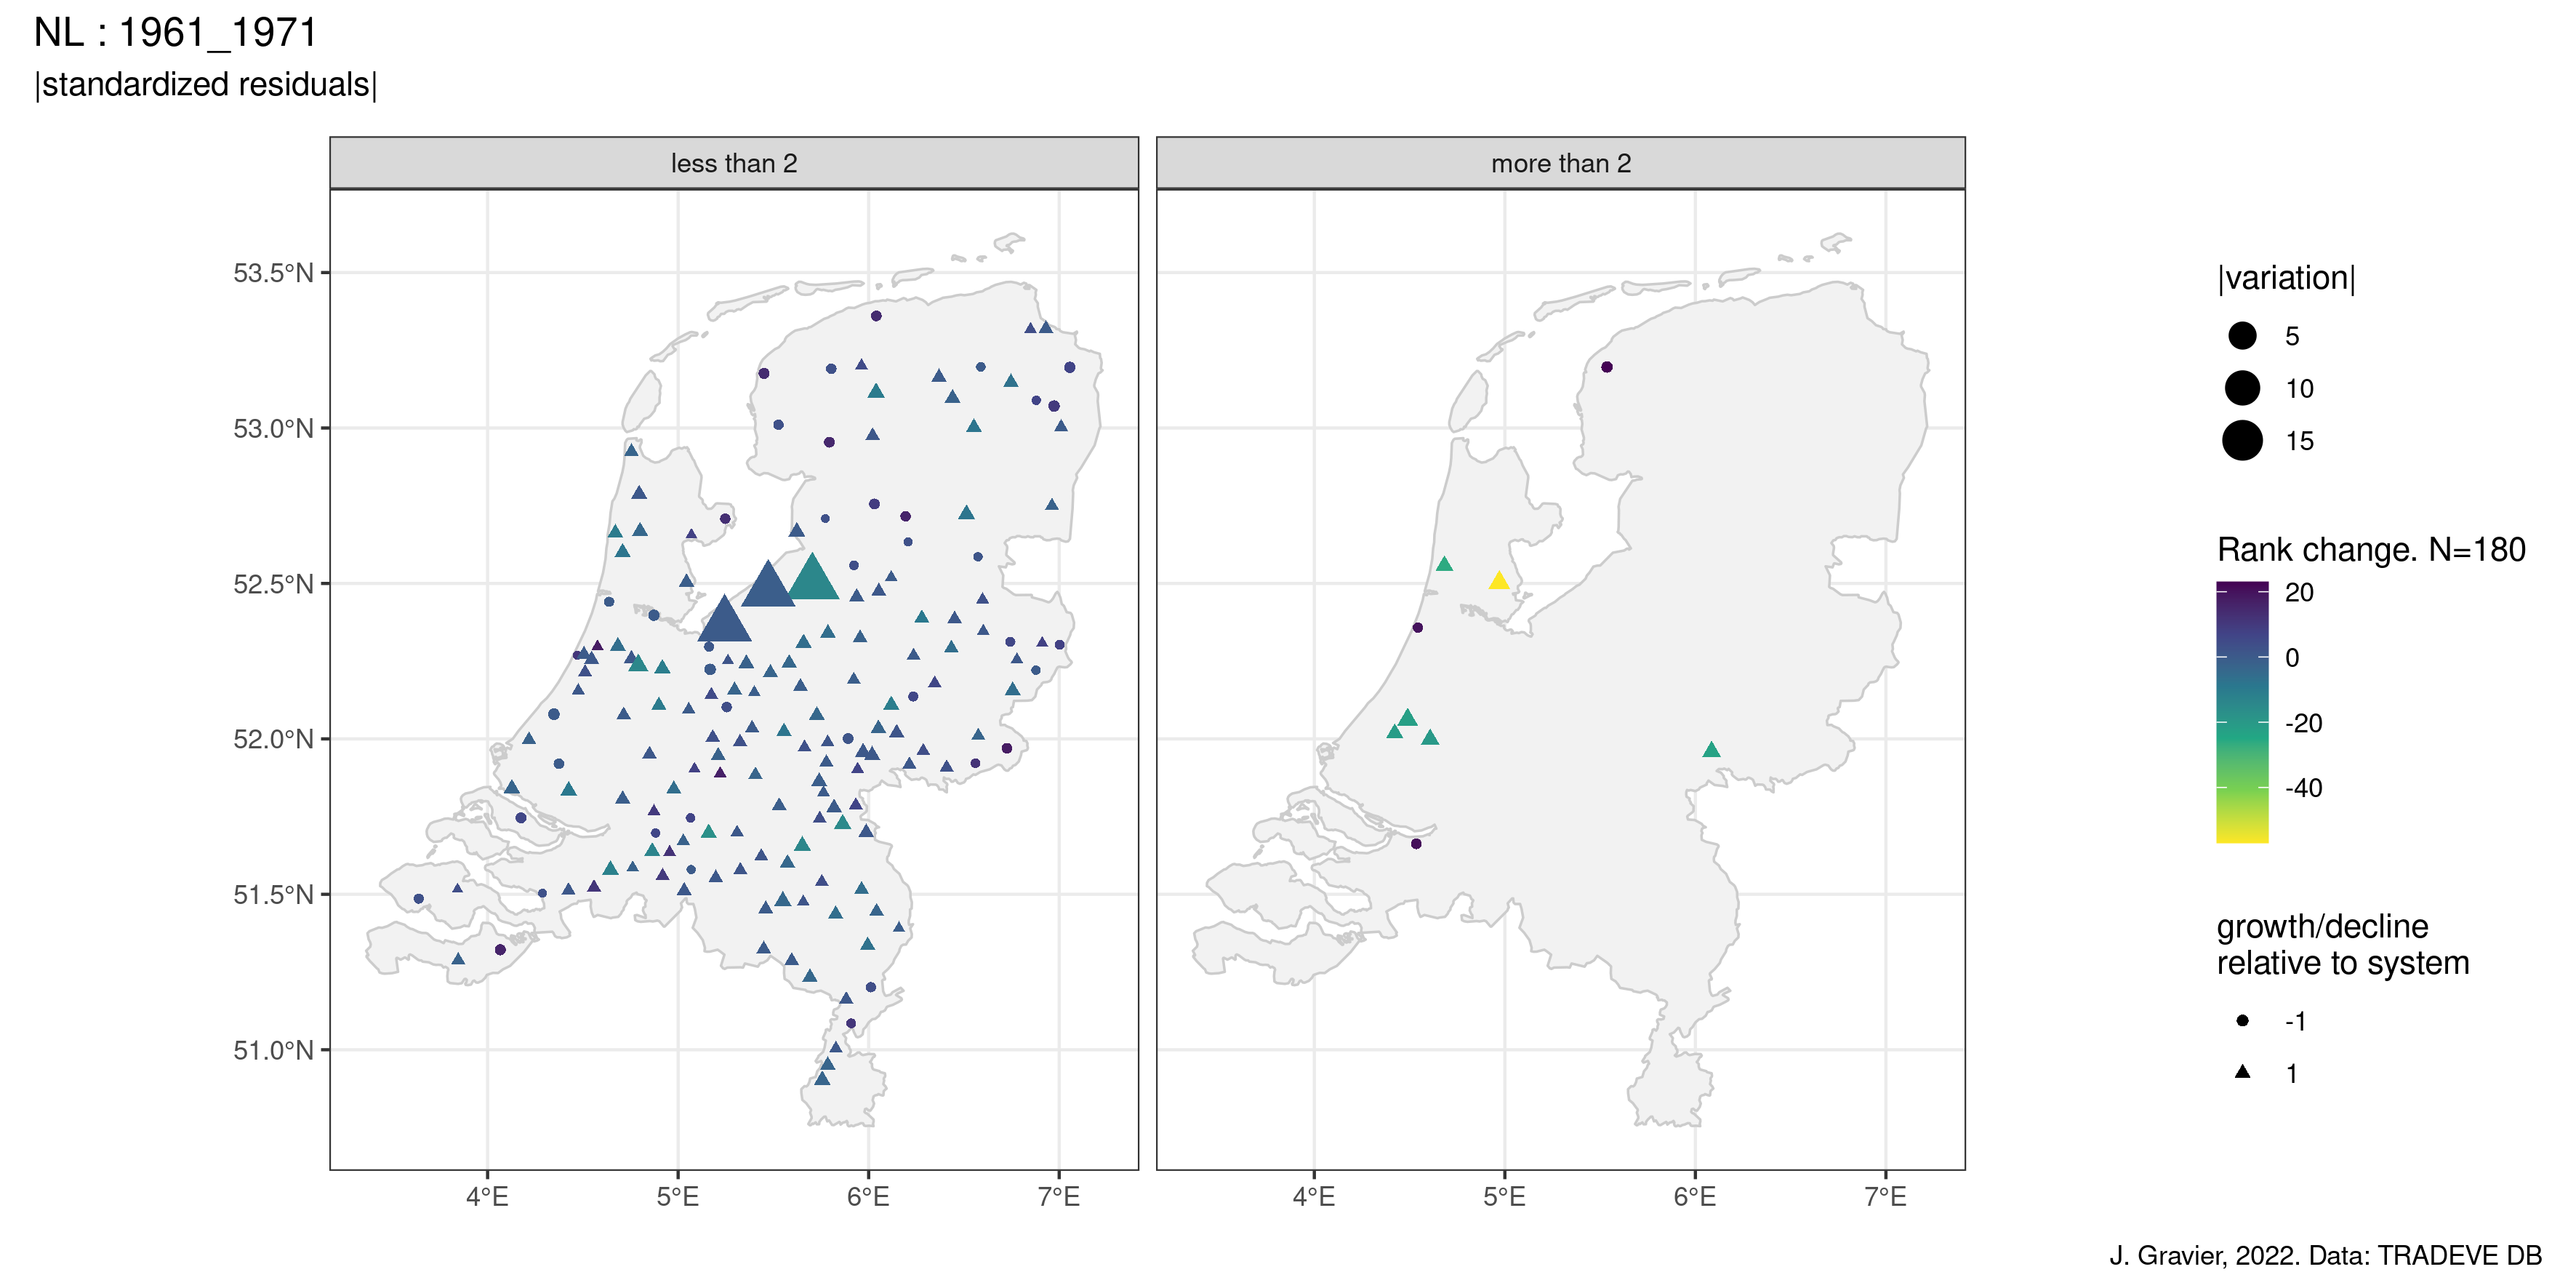 NL : 1961_1971
|standardized residuals|
less than 2
more than 2
53.5°N
53.0°N
52.5°N
52.0°N
51.5°N
51.0°N
4°E 5°E 6°E 7°E
4°E 5°E 6°E 7°E
|variation|
5
10
15
Rank change. N=180
20
0
-20
-40
growth/decline
relative to system
-1
1
J. Gravier, 2022. Data: TRADEVE DB